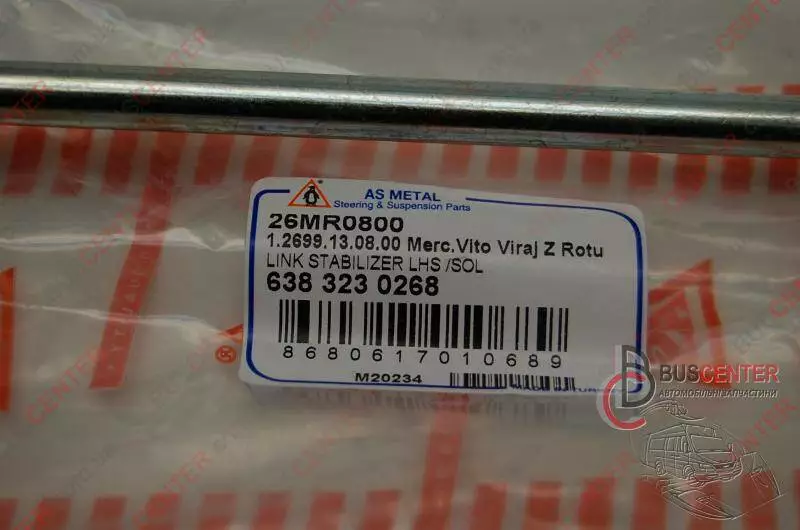 AS METAL
Steering & Suspension Parts
26MR0800
1.2699.13.08.00 Merc.Vito Viraj Z Rotu
LINK STABILIZER LHS /SOL
638 323 0268
8680617010689
M20234
BUSCENTER
АВТОМОБІЛЬНІ ЗАПЧАСТИНИ